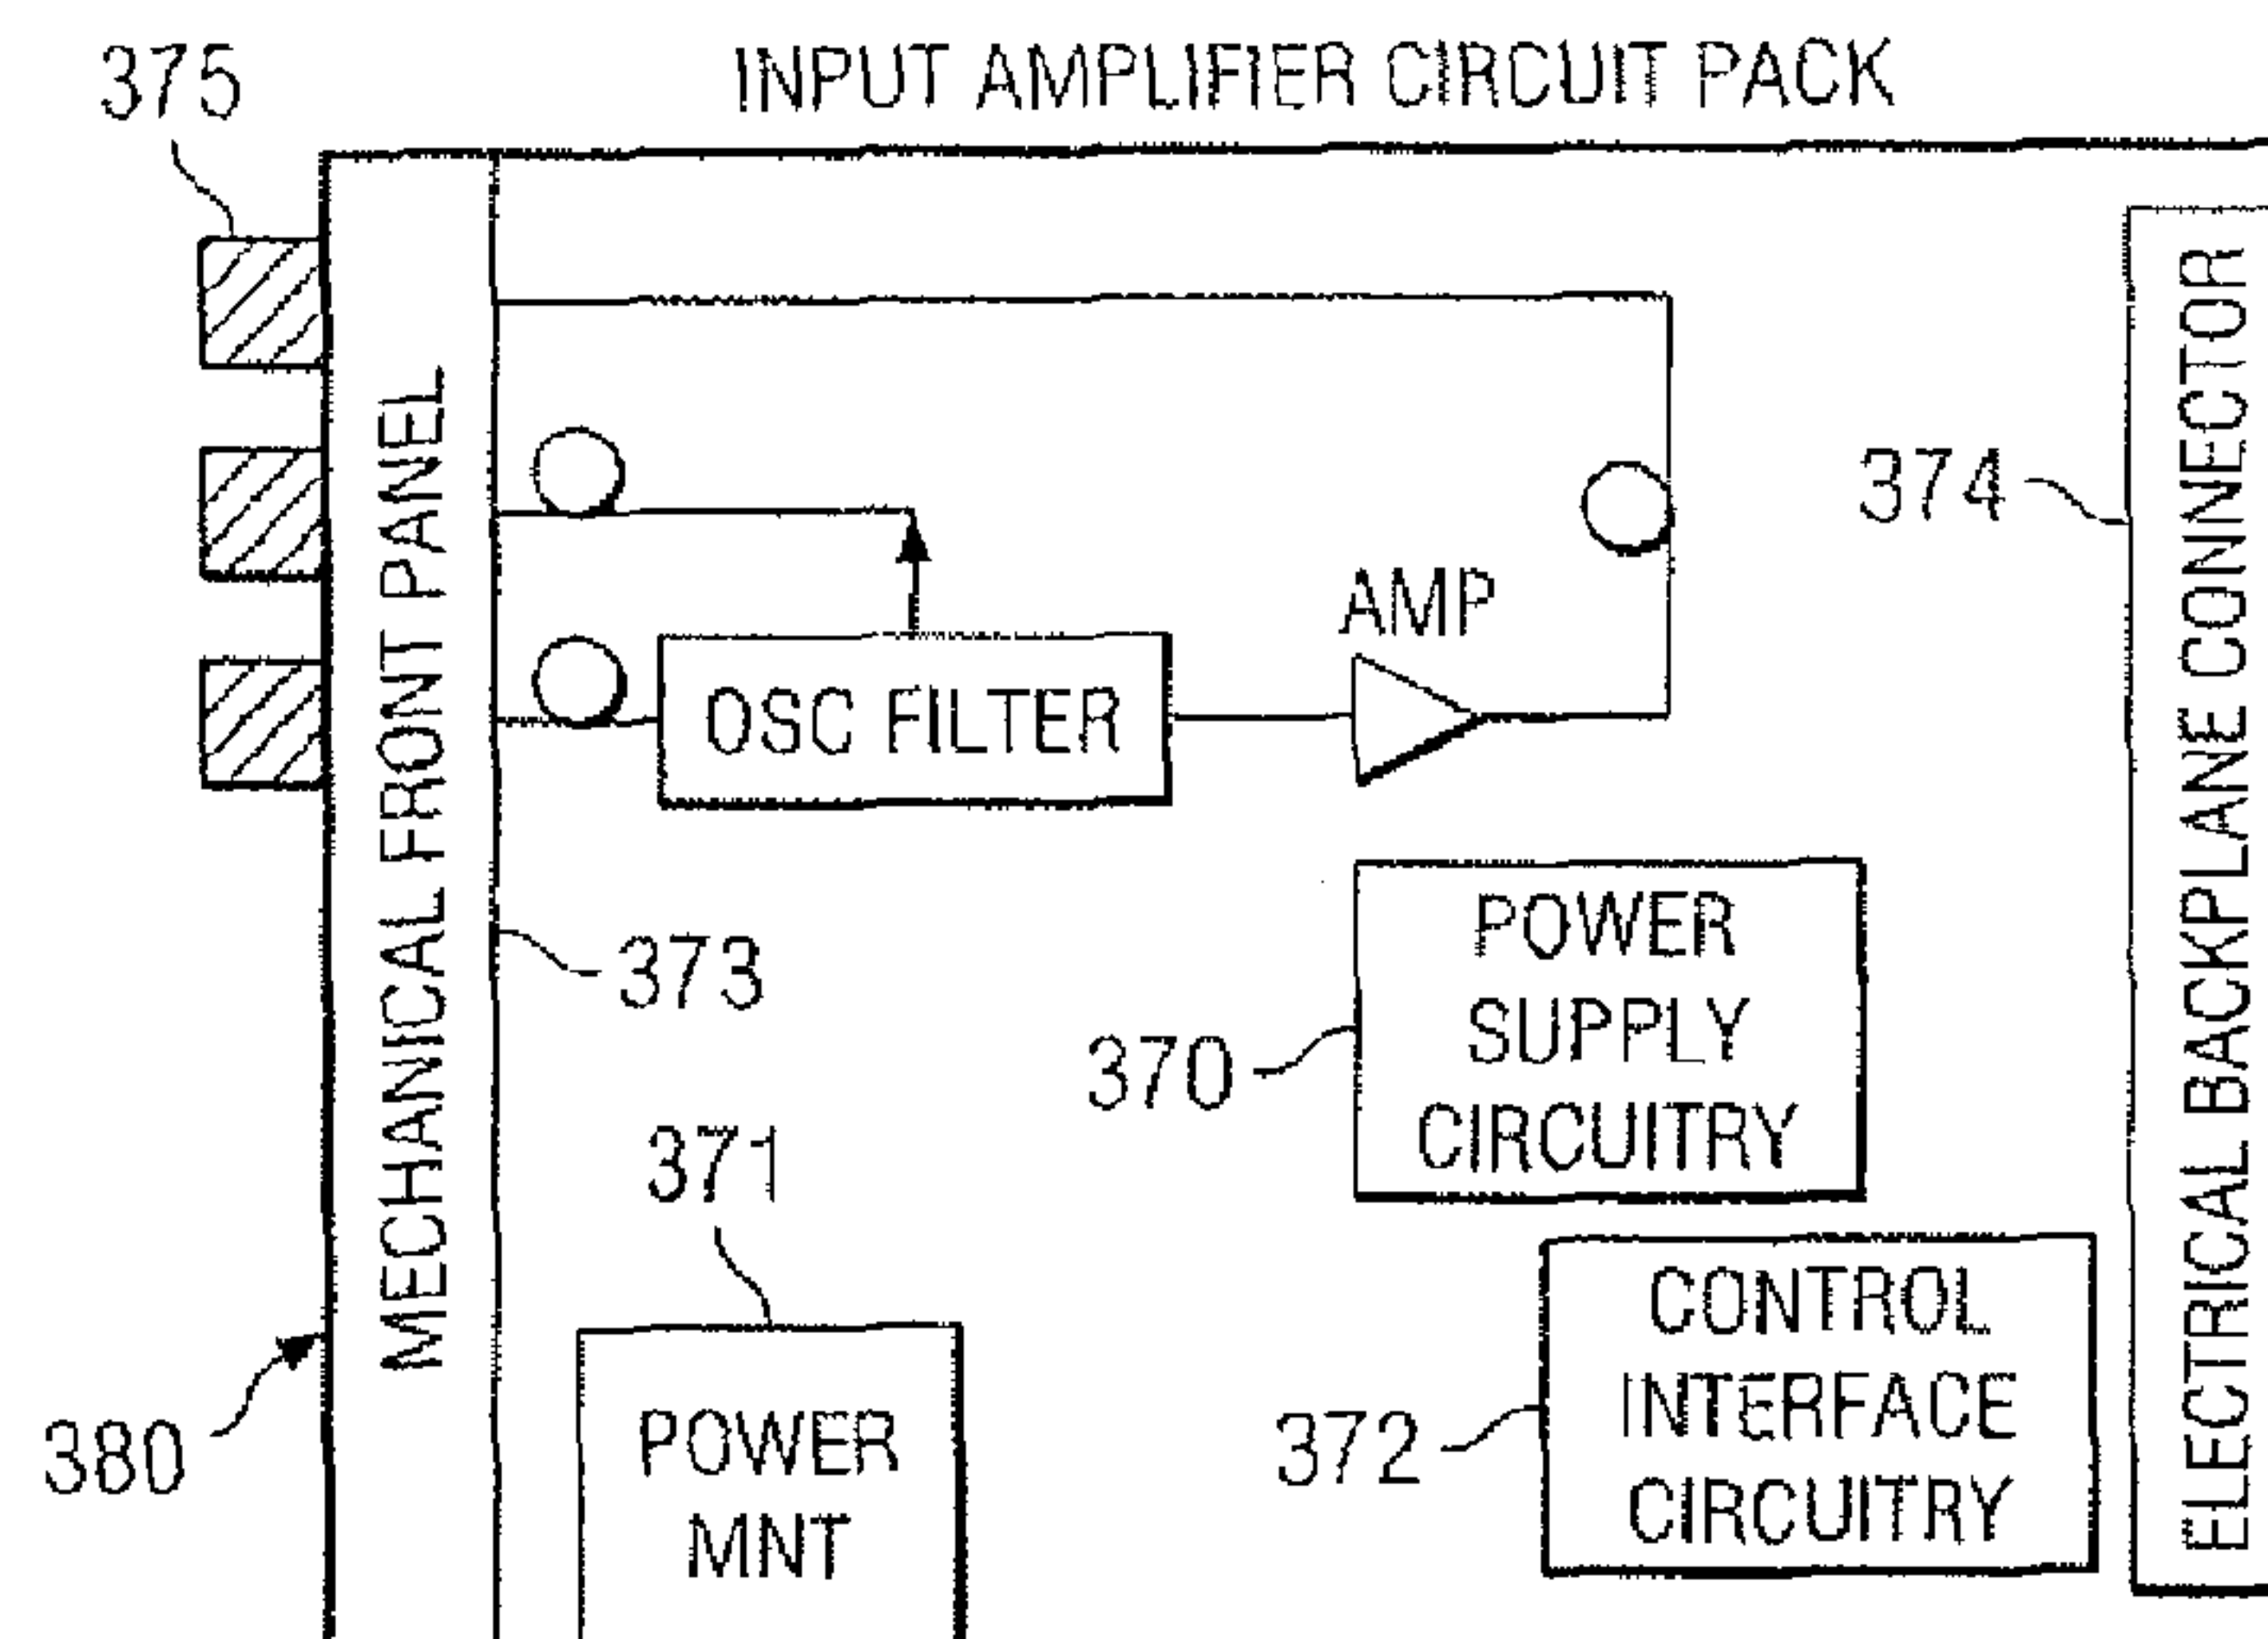 375
INPUT AMPLIFIER CIRCUIT PACK
MECHANICAL FRONT PANEL
374
AMP
OSC FILTER
ELECTRICAL BACKPLANE CONNECTOR
373
POWER
SUPPLY
CIRCUITRY
370
371
CONTROL
INTERFACE
CIRCUITRY
372
380
POWER
MNT